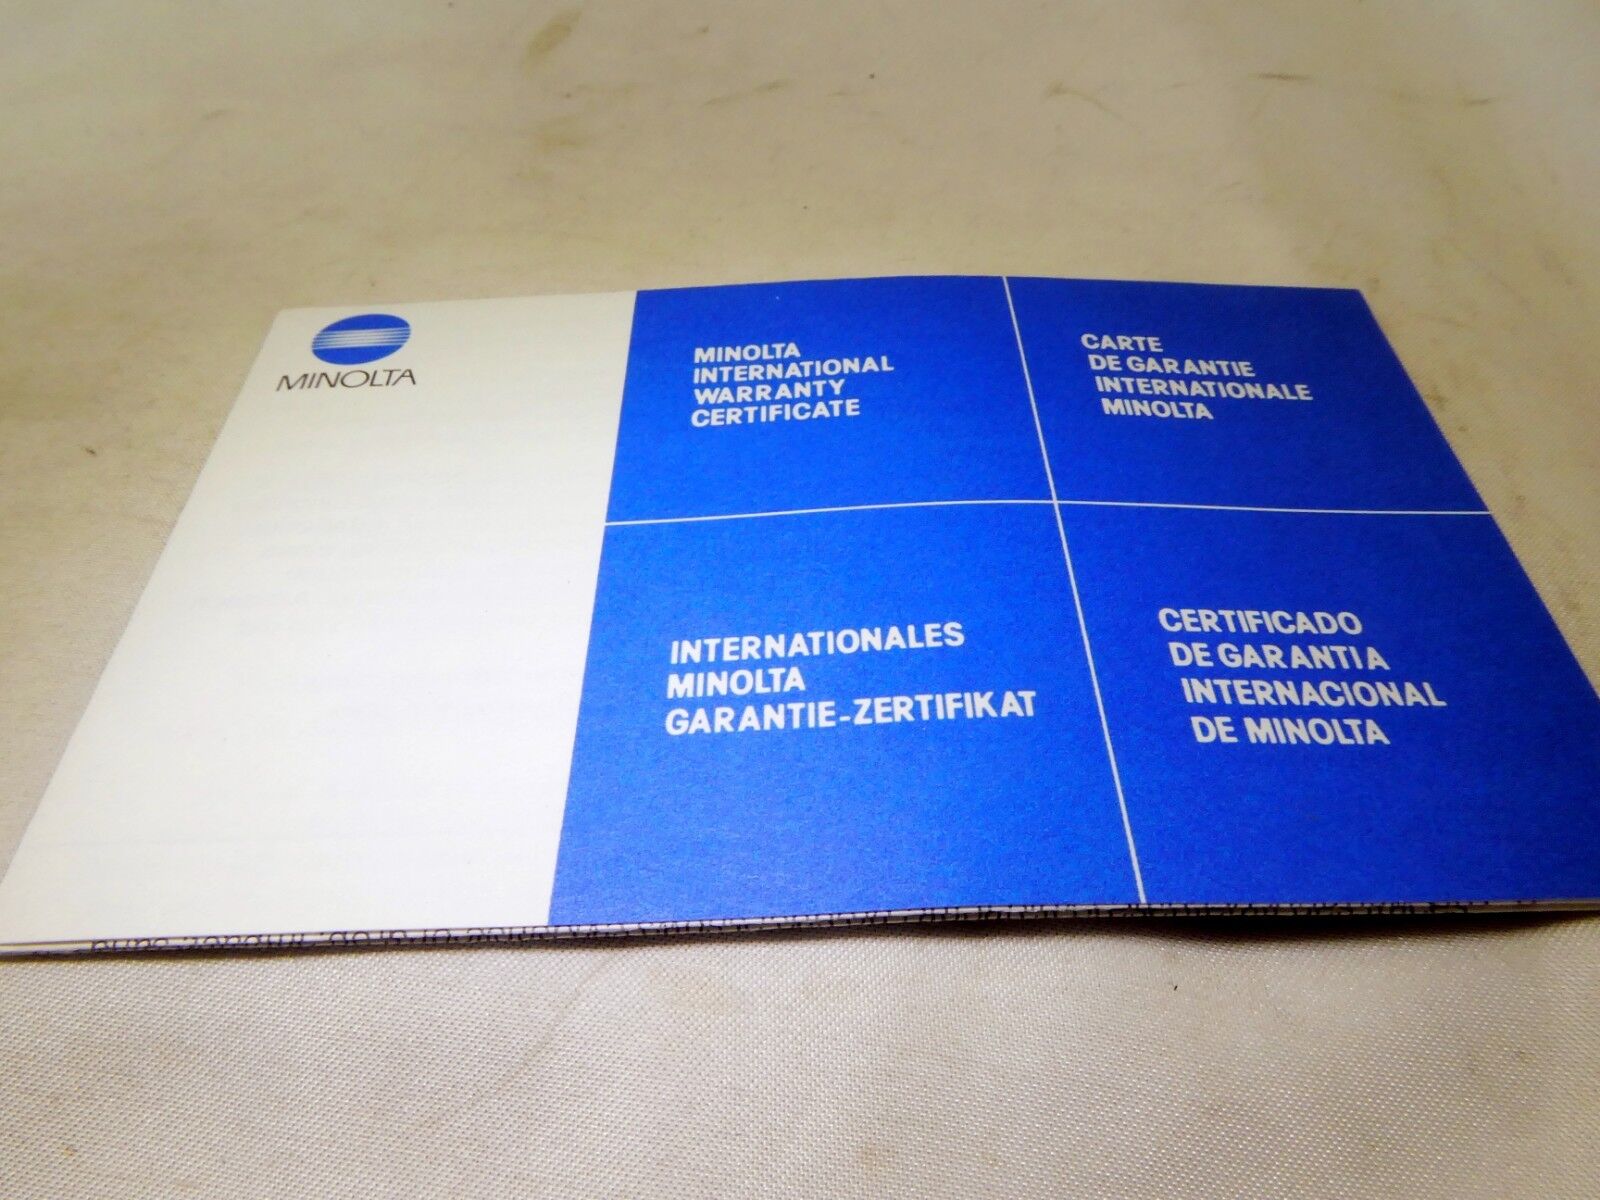 MINOLTA
MINOLTA
INTERNATIONAL
WARRANTY
CERTIFICATE
CARTE
DE GARANTIE
INTERNATIONALE
MINOLTA
INTERNATIONALES
MINOLTA
GARANTIE-ZERTIFIKAT
CERTIFICADO
DE GARANTIA
INTERNACIONAL
DE MINOLTA